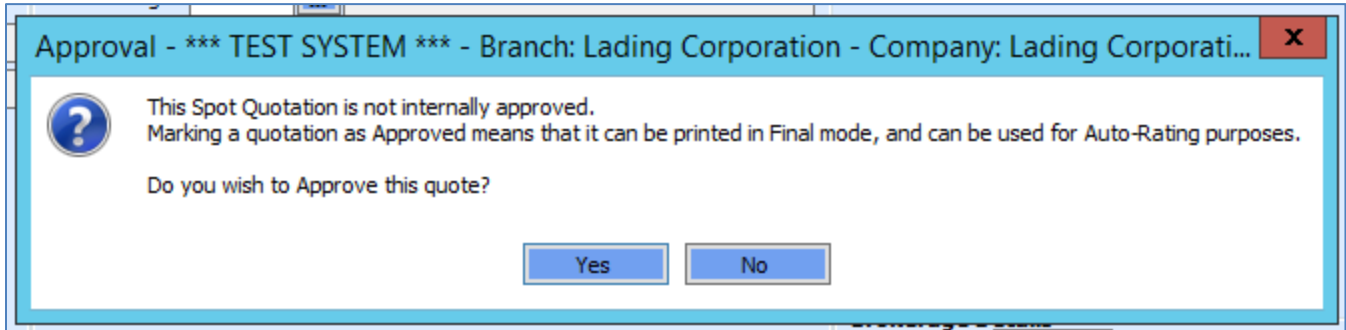 Approval - *** TEST SYSTEM *** - Branch: Lading Corporation - Company: Lading Corporati...
x
?
This Spot Quotation is not internally approved.
Marking a quotation as Approved means that it can be printed in Final mode, and can be used for Auto-Rating purposes.
Do you wish to Approve this quote?
Yes No